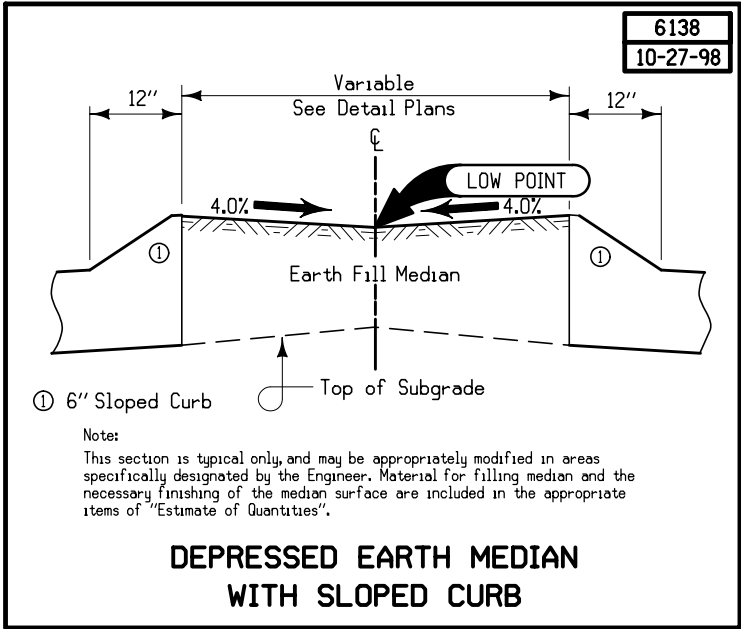 6138
10-27-98
Variable
See Detail Plans
12"
12"
℄
LOW POINT
4.0%
4.0%
①
①
Earth Fill Median
Top of Subgrade
① 6" Sloped Curb
Note:
This section is typical only, and may be appropriately modified in areas
specifically designated by the Engineer. Material for filling median and the
necessary finishing of the median surface are included in the appropriate
items of "Estimate of Quantities".
DEPRESSED EARTH MEDIAN
WITH SLOPED CURB